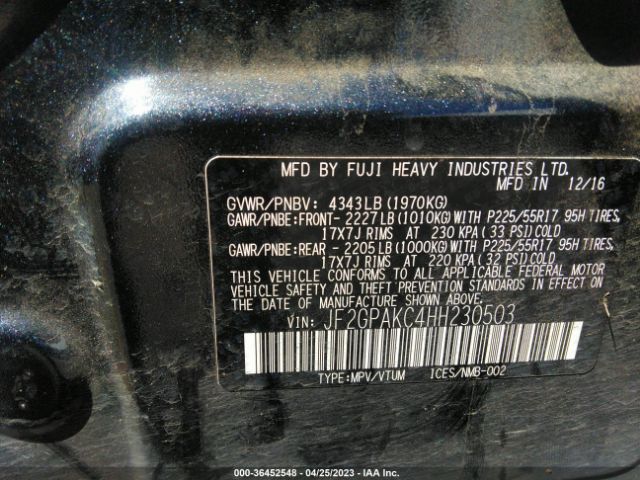 MFD BY FUJI HEAVY INDUSTRIES LTD.
MFD IN 12/16
GVWR/PNBV: 4343LB (1970KG)
GAWR/PNBE:FRONT- 2227LB (1010KG) WITH P225/55R17 95H TIRES,
17X7J RIMS AT 230 KPA (33 PSI) COLD
GAWR/PNBE:REAR - 2205LB (1000KG) WITH P225/55R17 95H TIRES,
17X7J RIMS AT 220 KPA (32 PSI) COLD
THIS VEHICLE CONFORMS TO ALL APPLICABLE FEDERAL MOTOR
VEHICLE SAFETY AND THEFT PREVENTION STANDARDS IN EFFECT ON
THE DATE OF MANUFACTURE SHOWN ABOVE.
VIN: JF2GPAKC4HH230503
TYPE:MPV/VTUM ICES/NMB-002
000-36452548 - 04/25/2023 - IAA Inc.